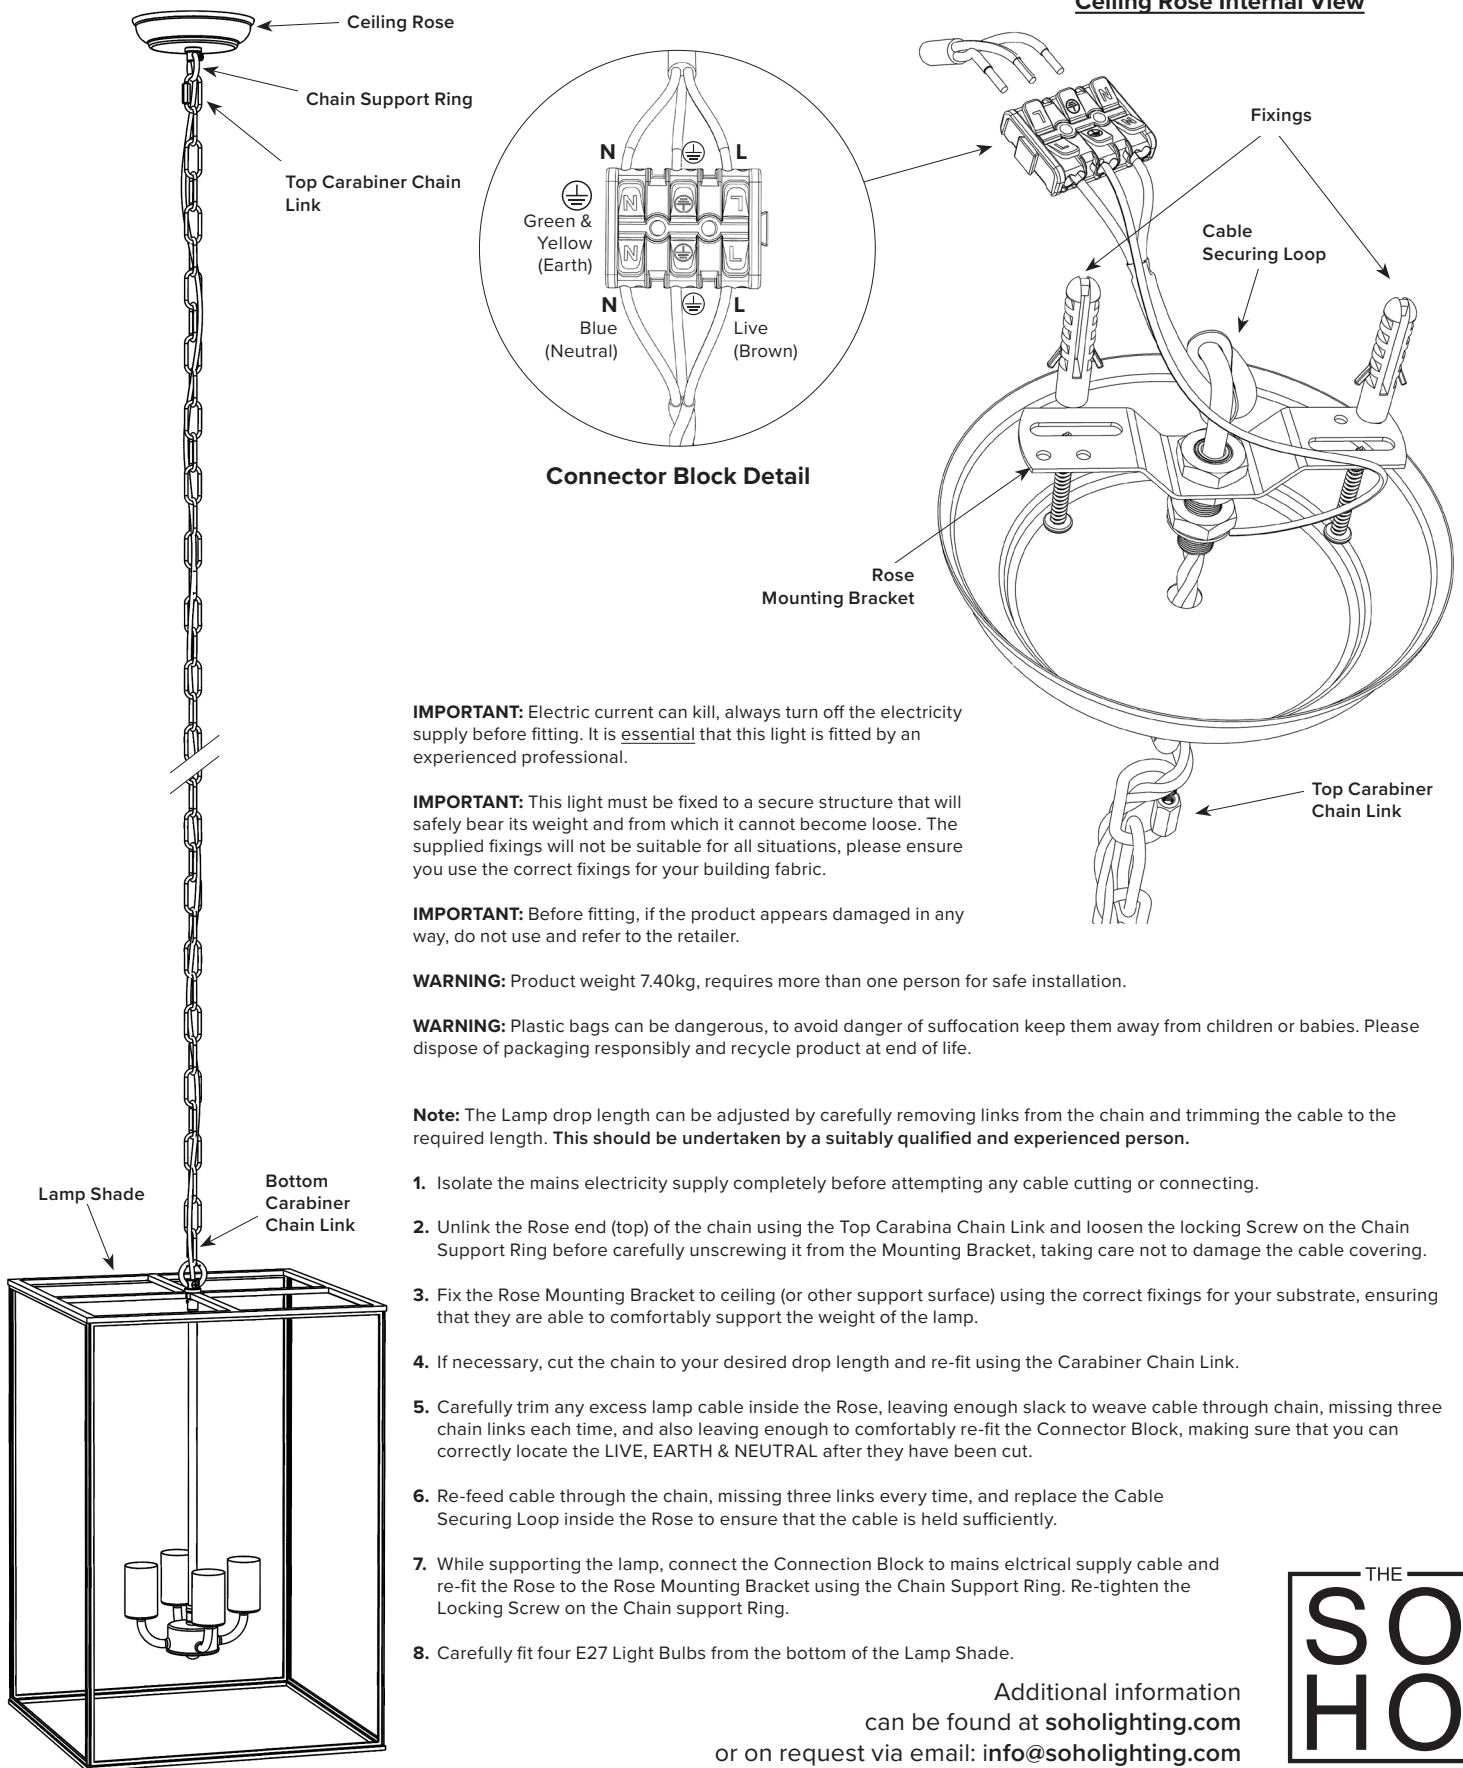 Ceiling Rose Internal View
Ceiling Rose
Chain Support Ring
Top Carabiner Chain
Link
N
L
Green &
Yellow
(Earth)
N
L
N
L
N
Blue
(Neutral)
L
Live
(Brown)
Connector Block Detail
L
N
L
N
Fixings
Cable
Securing Loop
Rose
Mounting Bracket
Top Carabiner
Chain Link
IMPORTANT: Electric current can kill, always turn off the electricity
supply before fitting. It is essential that this light is fitted by an
experienced professional.
IMPORTANT: This light must be fixed to a secure structure that will
safely bear its weight and from which it cannot become loose. The
supplied fixings will not be suitable for all situations, please ensure
you use the correct fixings for your building fabric.
IMPORTANT: Before fitting, if the product appears damaged in any
way, do not use and refer to the retailer.
WARNING: Product weight 7.40kg, requires more than one person for safe installation.
WARNING: Plastic bags can be dangerous, to avoid danger of suffocation keep them away from children or babies. Please
dispose of packaging responsibly and recycle product at end of life.
Note: The Lamp drop length can be adjusted by carefully removing links from the chain and trimming the cable to the
required length. This should be undertaken by a suitably qualified and experienced person.
Lamp Shade
Bottom
Carabiner
Chain Link
1. Isolate the mains electricity supply completely before attempting any cable cutting or connecting.
2. Unlink the Rose end (top) of the chain using the Top Carabina Chain Link and loosen the locking Screw on the Chain
Support Ring before carefully unscrewing it from the Mounting Bracket, taking care not to damage the cable covering.
3. Fix the Rose Mounting Bracket to ceiling (or other support surface) using the correct fixings for your substrate, ensuring
that they are able to comfortably support the weight of the lamp.
4. If necessary, cut the chain to your desired drop length and re-fit using the Carabiner Chain Link.
5. Carefully trim any excess lamp cable inside the Rose, leaving enough slack to weave cable through chain, missing three
chain links each time, and also leaving enough to comfortably re-fit the Connector Block, making sure that you can
correctly locate the LIVE, EARTH & NEUTRAL after they have been cut.
6. Re-feed cable through the chain, missing three links every time, and replace the Cable
Securing Loop inside the Rose to ensure that the cable is held sufficiently.
7. While supporting the lamp, connect the Connection Block to mains elctrical supply cable and
re-fit the Rose to the Rose Mounting Bracket using the Chain Support Ring. Re-tighten the
Locking Screw on the Chain support Ring.
8. Carefully fit four E27 Light Bulbs from the bottom of the Lamp Shade.
Additional information
can be found at soholighting.com
or on request via email: info@soholighting.com
THE
SO
HO